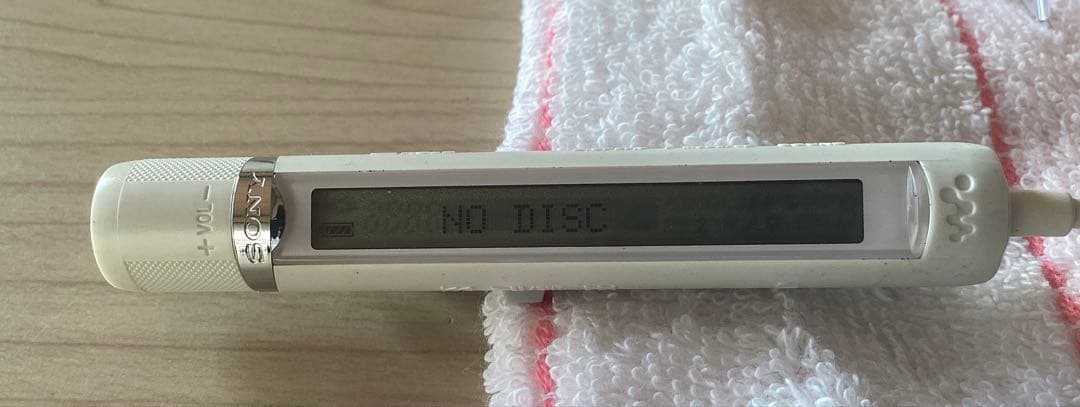 + VOL −
SONY
NO DISC